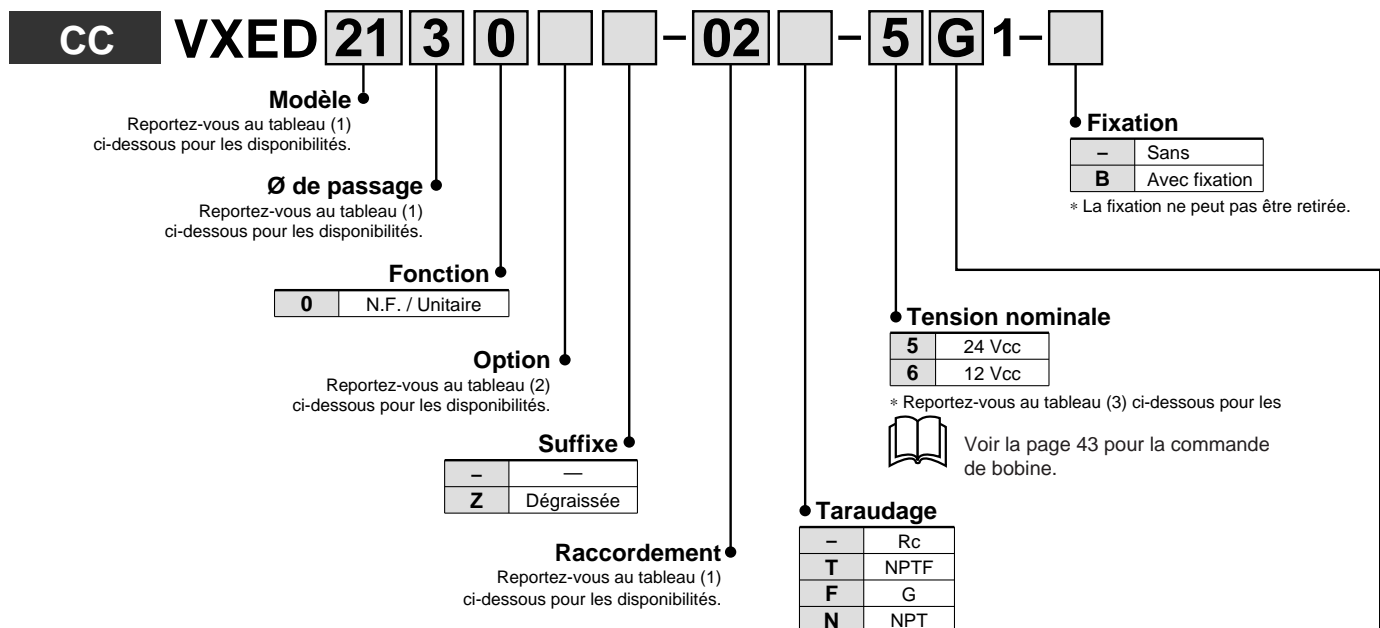 CC VXED 21 3 0 - 02 - 5 G 1-
Modèle
Reportez-vous au tableau (1)
ci-dessous pour les disponibilités.
Ø de passage
Reportez-vous au tableau (1)
ci-dessous pour les disponibilités.
Fonction
0 N.F. / Unitaire
Option
Reportez-vous au tableau (2)
ci-dessous pour les disponibilités.
Suffixe
– —
Z Dégraissée
Raccordement
Reportez-vous au tableau (1)
ci-dessous pour les disponibilités.
Fixation
– Sans
B Avec fixation
* La fixation ne peut pas être retirée.
Tension nominale
5 24 Vcc
6 12 Vcc
* Reportez-vous au tableau (3) ci-dessous pour les
Voir la page 43 pour la commande
de bobine.
Taraudage
– Rc
T NPTF
F G
N NPT